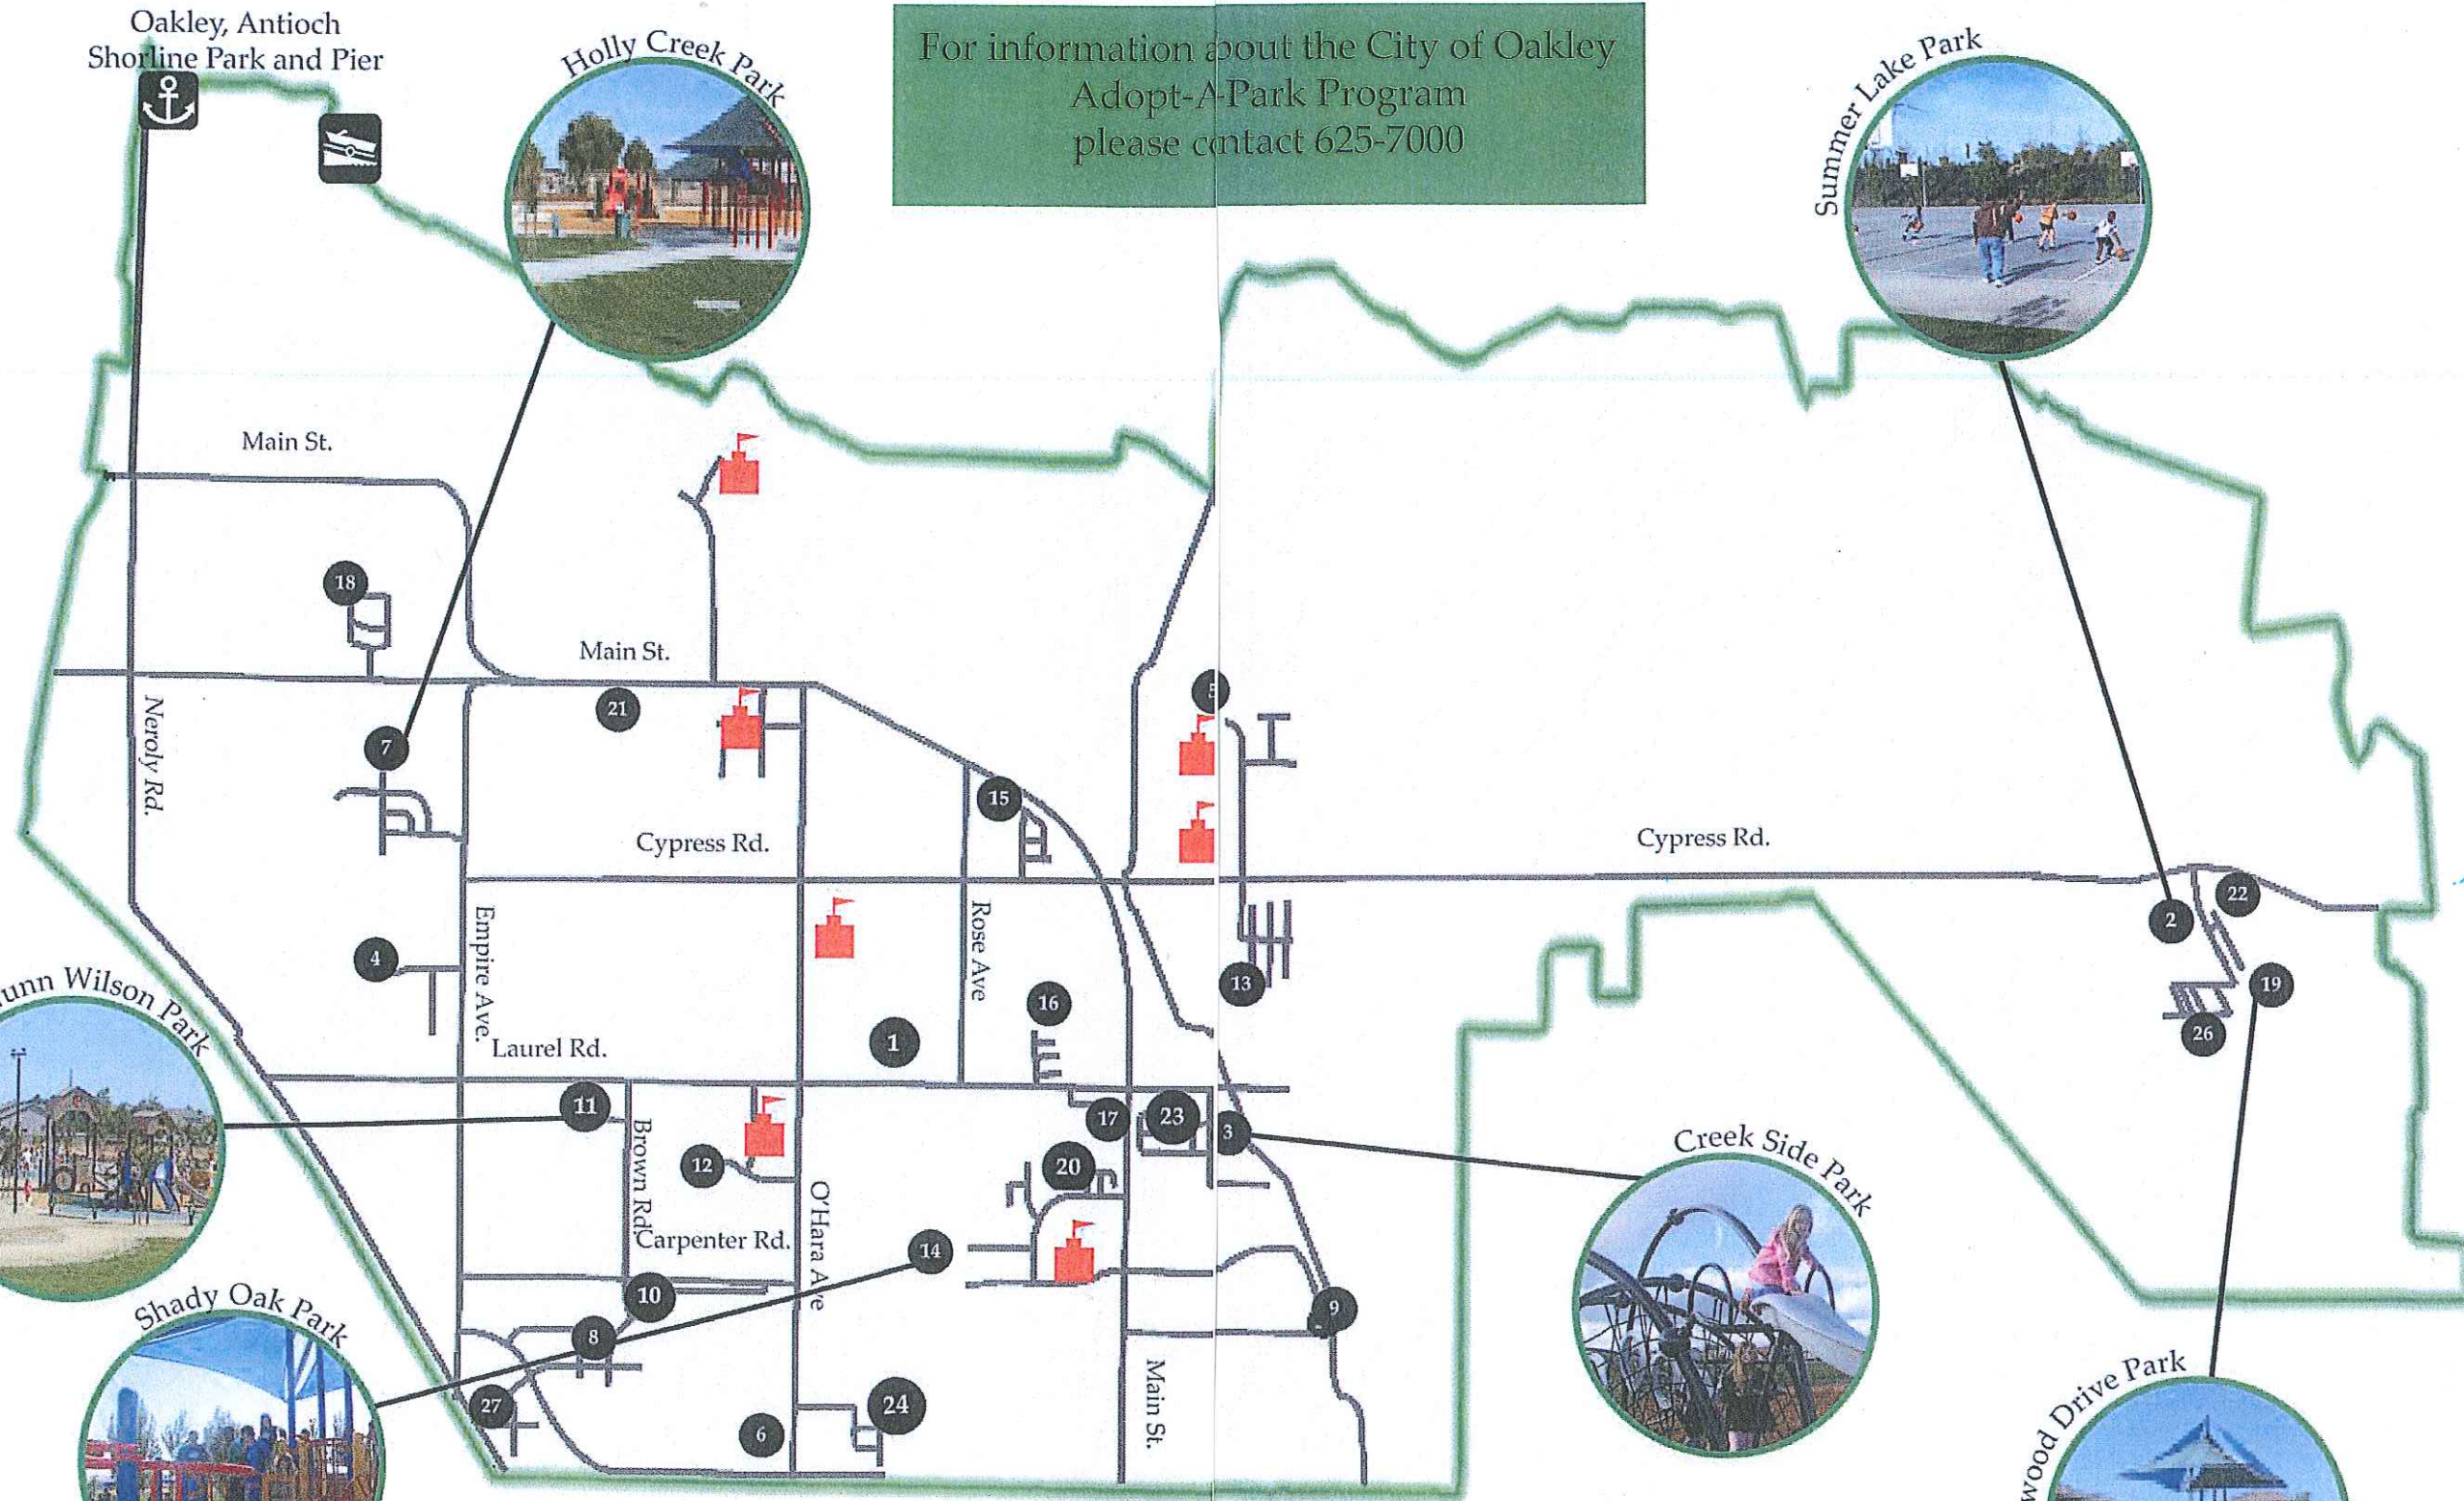 Oakley, Antioch
Shorline Park and Pier
Holly Creek Park
For information about the City of Oakley
Adopt-A-Park Program
please contact 625-7000
Summer Lake Park
Main St.
18
Main St.
21
5
7
Neroly Rd.
15
Cypress Rd.
Cypress Rd.
22
2
Empire Ave.
Rose Ave
4
13
19
16
26
Wilson Park
1
Laurel Rd.
11
17
23
3
Brown Rd.
Creek Side Park
12
20
O'Hara Ave
Carpenter Rd.
14
10
9
Shady Oak Park
8
Main St.
27
24
6
Drive Park